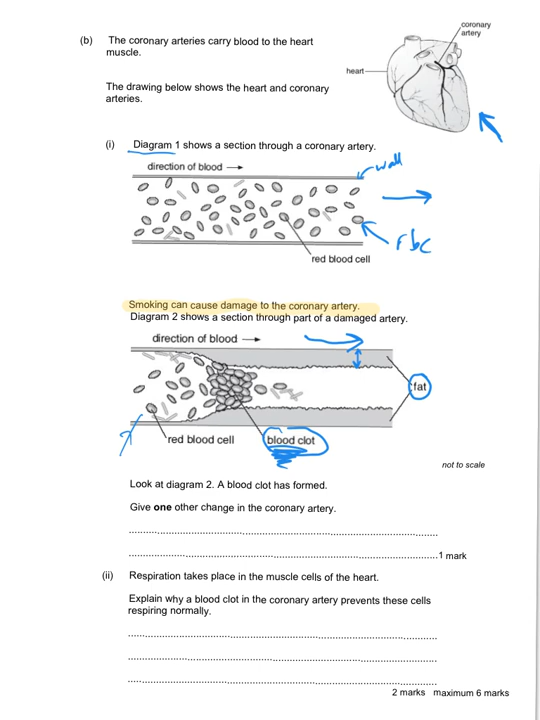 coronary
artery
(b) The coronary arteries carry blood to the heart
muscle.
heart
The drawing below shows the heart and coronary
arteries.
(i) Diagram 1 shows a section through a coronary artery.
direction of blood
wall
rbc
red blood cell
Smoking can cause damage to the coronary artery.
Diagram 2 shows a section through part of a damaged artery.
direction of blood
fat
red blood cell
blood clot
not to scale
Look at diagram 2. A blood clot has formed.
Give one other change in the coronary artery.
1 mark
(ii) Respiration takes place in the muscle cells of the heart.
Explain why a blood clot in the coronary artery prevents these cells
respiring normally.
2 marks maximum 6 marks